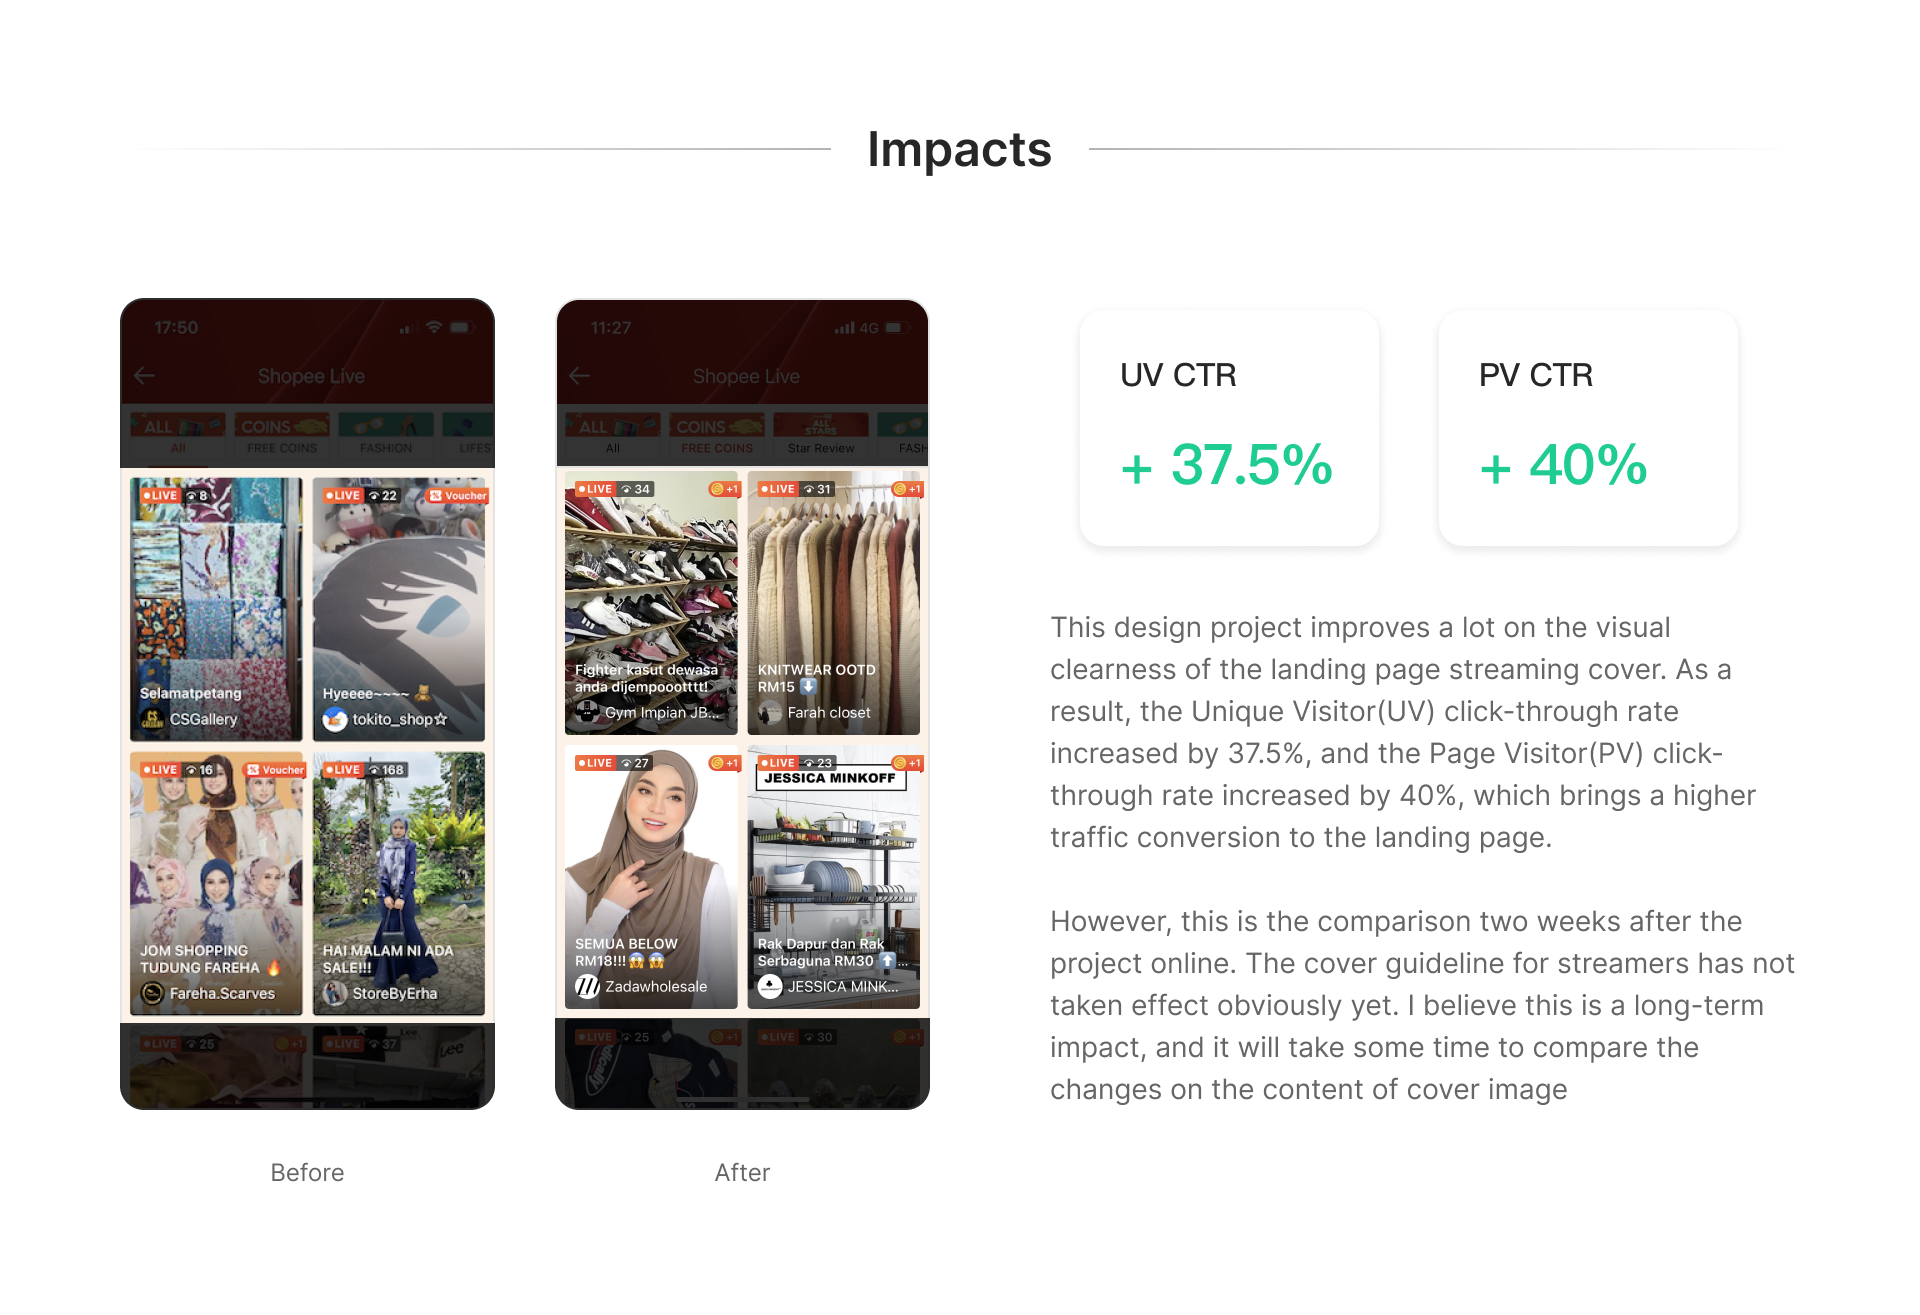 Impacts
17:50
Shopee Live
ALL
COINS
All
FREE COINS
FASHION
LIFES
LIVE 8
Selamatpetang
CSGallery
LIVE 22
Voucher
Hyeeee~~~~ 🧸
tokito_shop☆
LIVE 16
Voucher
JOM SHOPPING
TUDUNG FAREHA 🔥
Fareha.Scarves
LIVE 168
HAI MALAM NI ADA
SALE!!!
StoreByErha
LIVE 25
+1
LIVE 37
Lee
Lee
Before
11:27
4G
Shopee Live
ALL
COINS
ALL
STARS
All
FREE COINS
Star Review
FASH
LIVE 34
+1
Fighter kasut dewasa
anda dijempoootttt!
Gym Impian JB...
LIVE 31
+1
KNITWEAR OOTD
RM15 ⬇️
Farah closet
LIVE 27
+1
SEMUA BELOW
RM18!!! 😱 😱
Zadawholesale
LIVE 23
+1
JESSICA MINKOFF
Rak Dapur dan Rak
Serbaguna RM30 ⬆️...
JESSICA MINK...
LIVE 25
+1
LIVE 30
+1
After
UV CTR
+ 37.5%
PV CTR
+ 40%
This design project improves a lot on the visual
clearness of the landing page streaming cover. As a
result, the Unique Visitor(UV) click-through rate
increased by 37.5%, and the Page Visitor(PV) click-
through rate increased by 40%, which brings a higher
traffic conversion to the landing page.
However, this is the comparison two weeks after the
project online. The cover guideline for streamers has not
taken effect obviously yet. I believe this is a long-term
impact, and it will take some time to compare the
changes on the content of cover image